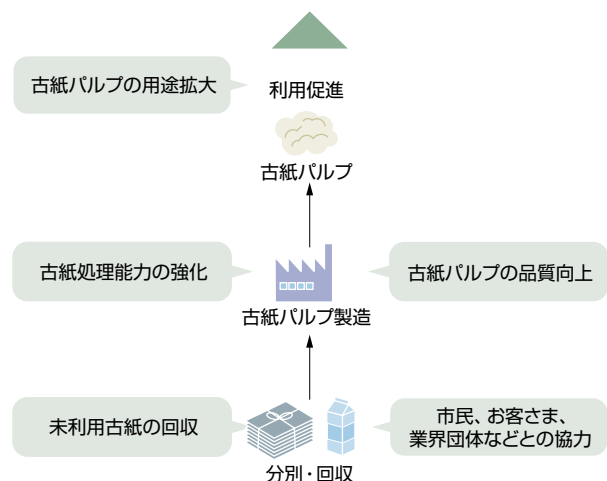 古紙パルプの用途拡大
利用促進
古紙パルプ
古紙処理能力の強化
古紙パルプの品質向上
古紙パルプ製造
未利用古紙の回収
市民、お客さま、
業界団体などとの協力
分別・回収